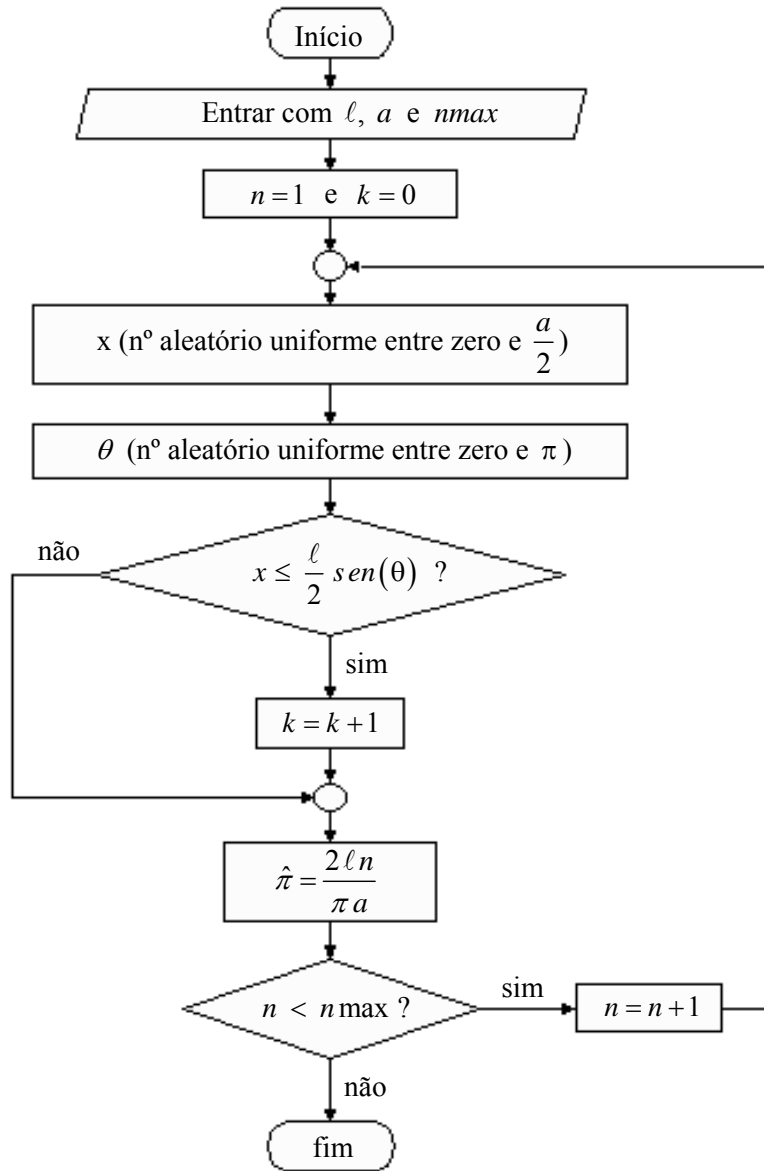 Início
Entrar com ℓ, a e nmax
n = 1 e k = 0
x (nº aleatório uniforme entre zero e a/2)
θ (nº aleatório uniforme entre zero e π)
não
x ≤ ℓ/2 sen(θ) ?
sim
k = k + 1
π̂ = 2ℓn/πa
n < nmax ?
sim
n = n + 1
não
fim